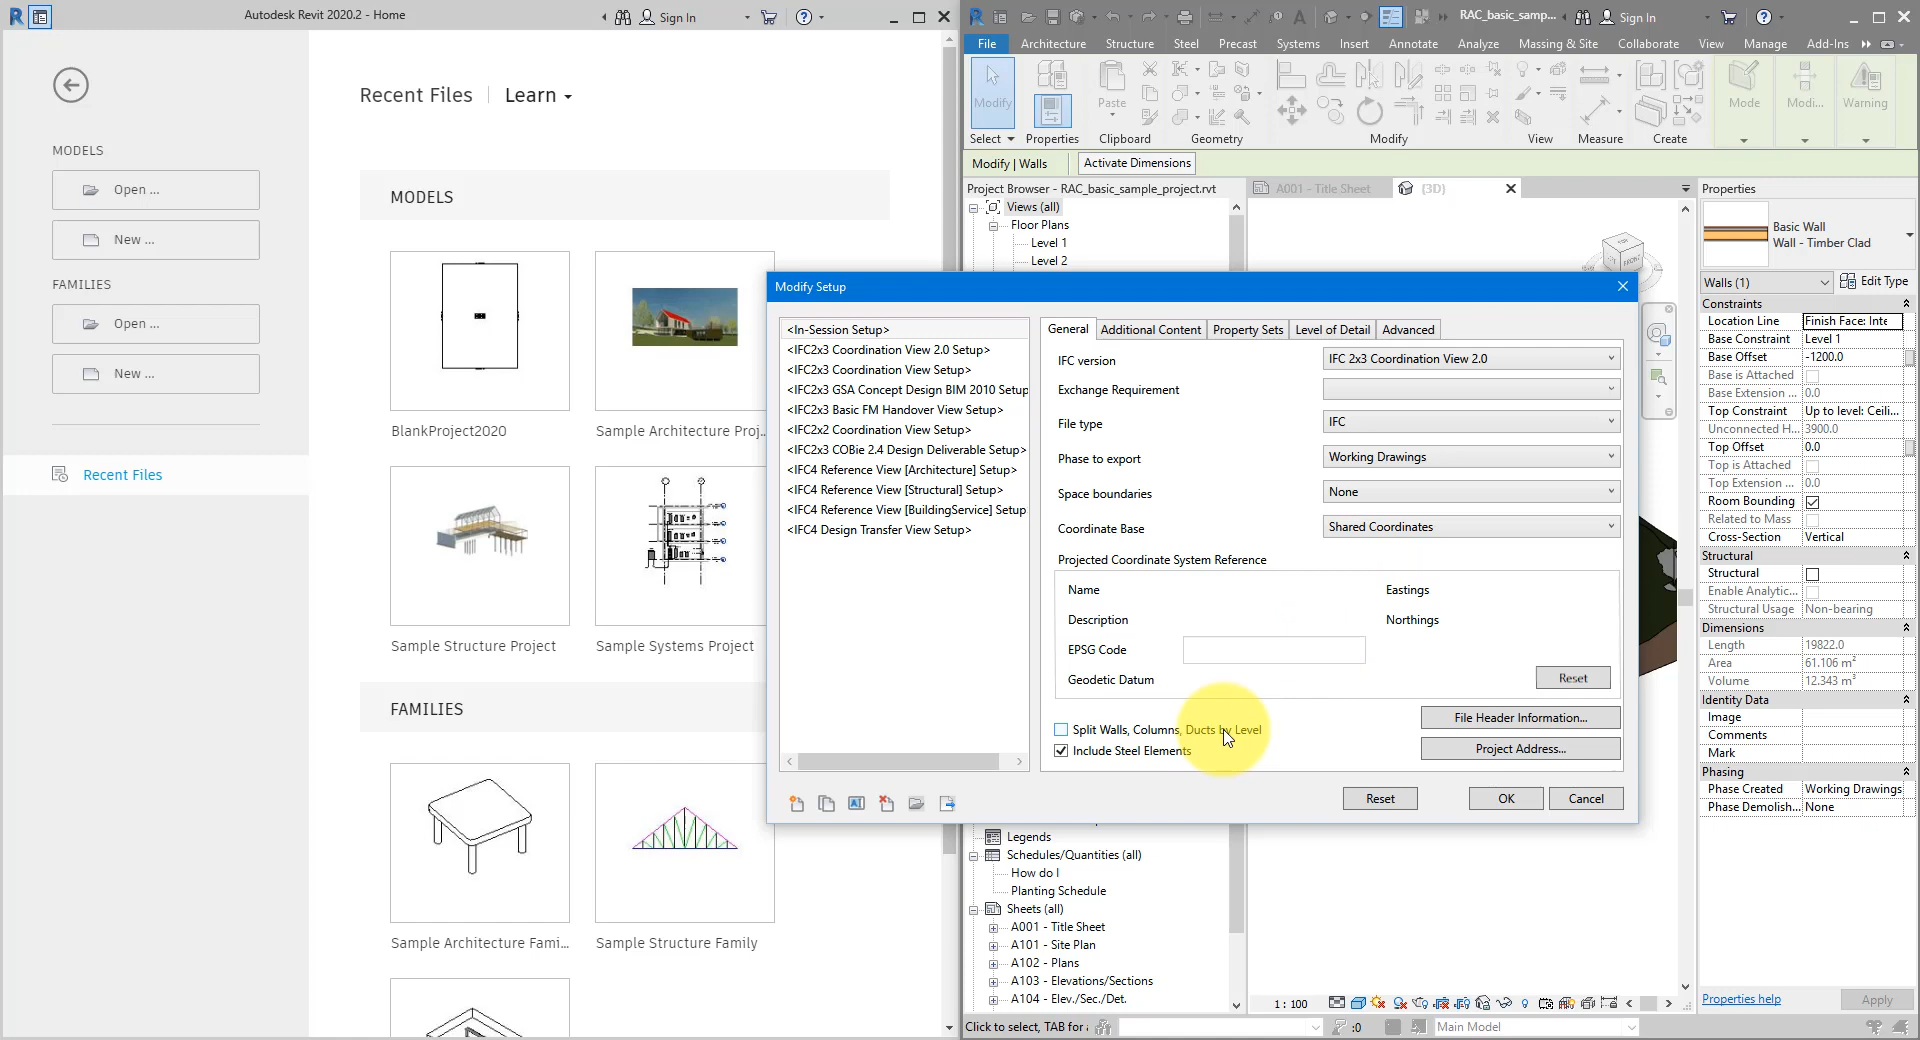 Autodesk Revit 2020.2 - Home
Sign In
Recent Files
Learn
MODELS
Open ...
New ...
FAMILIES
Open ...
New ...
Recent Files
MODELS
BlankProject2020
Sample Architecture Proj...
Sample Structure Project
Sample Systems Project
FAMILIES
Sample Architecture Fami...
Sample Structure Family
RAC_basic_samp...
Sign In
File
Architecture
Structure
Steel
Precast
Systems
Insert
Annotate
Analyze
Massing & Site
Collaborate
View
Manage
Add-Ins
Modify
Paste
Mode
Modi...
Warning
Select
Properties
Clipboard
Geometry
Modify
View
Measure
Create
Modify | Walls
Activate Dimensions
Project Browser - RAC_basic_sample_project.rvt
Views (all)
Floor Plans
Level 1
Level 2
A001 - Title Sheet
{3D}
TOP
FRONT
Modify Setup
<In-Session Setup>
<IFC2x3 Coordination View 2.0 Setup>
<IFC2x3 Coordination View Setup>
<IFC2x3 GSA Concept Design BIM 2010 Setup
<IFC2x3 Basic FM Handover View Setup>
<IFC2x2 Coordination View Setup>
<IFC2x3 COBie 2.4 Design Deliverable Setup>
<IFC4 Reference View [Architecture] Setup>
<IFC4 Reference View [Structural] Setup>
<IFC4 Reference View [BuildingService] Setup
<IFC4 Design Transfer View Setup>
General
Additional Content
Property Sets
Level of Detail
Advanced
IFC version
IFC 2x3 Coordination View 2.0
Exchange Requirement
File type
IFC
Phase to export
Working Drawings
Space boundaries
None
Coordinate Base
Shared Coordinates
Projected Coordinate System Reference
Name
Eastings
Description
Northings
EPSG Code
Geodetic Datum
Reset
Split Walls, Columns, Ducts by Level
Include Steel Elements
File Header Information...
Project Address...
Reset
OK
Cancel
Legends
Schedules/Quantities (all)
How do I
Planting Schedule
Sheets (all)
A001 - Title Sheet
A101 - Site Plan
A102 - Plans
A103 - Elevations/Sections
A104 - Elev./Sec./Det.
1 : 100
Click to select, TAB for a
:0
Main Model
Properties
Basic Wall
Wall - Timber Clad
Walls (1)
Edit Type
Constraints
Location Line
Finish Face: Inte
Base Constraint
Level 1
Base Offset
-1200.0
Base is Attached
Base Extension ...
0.0
Top Constraint
Up to level: Ceili...
Unconnected H...
3900.0
Top Offset
0.0
Top is Attached
Top Extension ...
0.0
Room Bounding
Related to Mass
Cross-Section
Vertical
Structural
Structural
Enable Analytic...
Structural Usage
Non-bearing
Dimensions
Length
19822.0
Area
61.106 m²
Volume
12.343 m³
Identity Data
Image
Comments
Mark
Phasing
Phase Created
Working Drawings
Phase Demolish...
None
Properties help
Apply